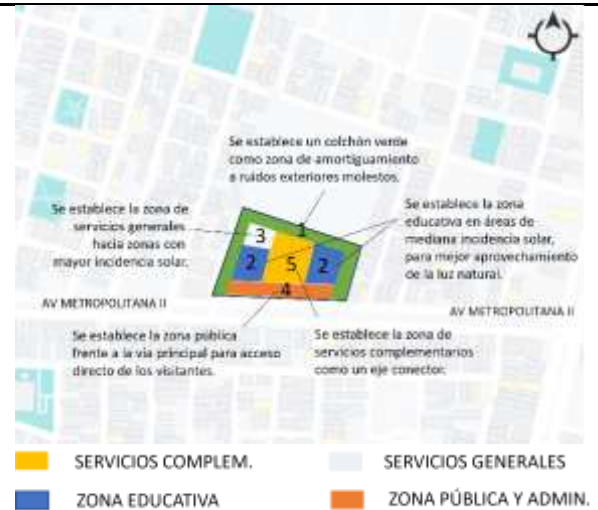 Se establece un colchón verde
como zona de amortiguamiento
a ruidos exteriores molestos.
Se establece la zona de
servicios generales
hacia zonas con
mayor incidencia solar.
Se establece la zona
educativa en áreas de
mediana incidencia solar,
para mejor aprovechamiento
de la luz natural.
1
3
2
5
2
4
AV METROPOLITANA II
AV METROPOLITANA II
Se establece la zona pública
frente a la via principal para acceso
directo de los visitantes.
Se establece la zona de
servicios complementarios
como un eje conector.
SERVICIOS COMPLEM.
SERVICIOS GENERALES
ZONA EDUCATIVA
ZONA PÚBLICA Y ADMIN.